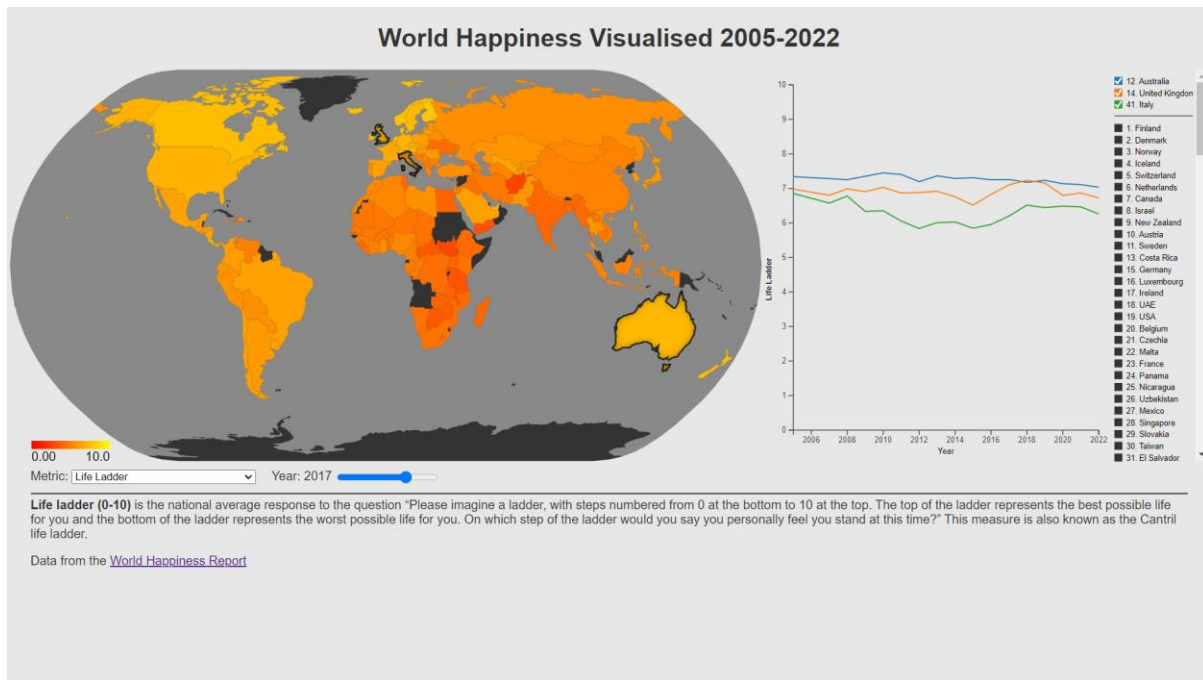 World Happiness Visualised 2005-2022
10
9
8
7
6
5
4
3
2
1
0
Life Ladder
2006 2008 2010 2012 2014 2016 2018 2020 2022
Year
12. Australia
14. United Kingdom
41. Italy
1. Finland
2. Denmark
3. Norway
4. Iceland
5. Switzerland
6. Netherlands
7. Canada
8. Israel
9. New Zealand
10. Austria
11. Sweden
13. Costa Rica
15. Germany
16. Luxembourg
17. Ireland
18. UAE
19. USA
20. Belgium
21. Czechia
22. Malta
23. France
24. Panama
25. Nicaragua
26. Uzbekistan
27. Mexico
28. Singapore
29. Slovakia
30. Taiwan
31. El Salvador
0.00 10.0
Metric: Life Ladder Year: 2017
Life ladder (0-10) is the national average response to the question “Please imagine a ladder, with steps numbered from 0 at the bottom to 10 at the top. The top of the ladder represents the best possible life
for you and the bottom of the ladder represents the worst possible life for you. On which step of the ladder would you say you personally feel you stand at this time?” This measure is also known as the Cantril
life ladder.
Data from the World Happiness Report